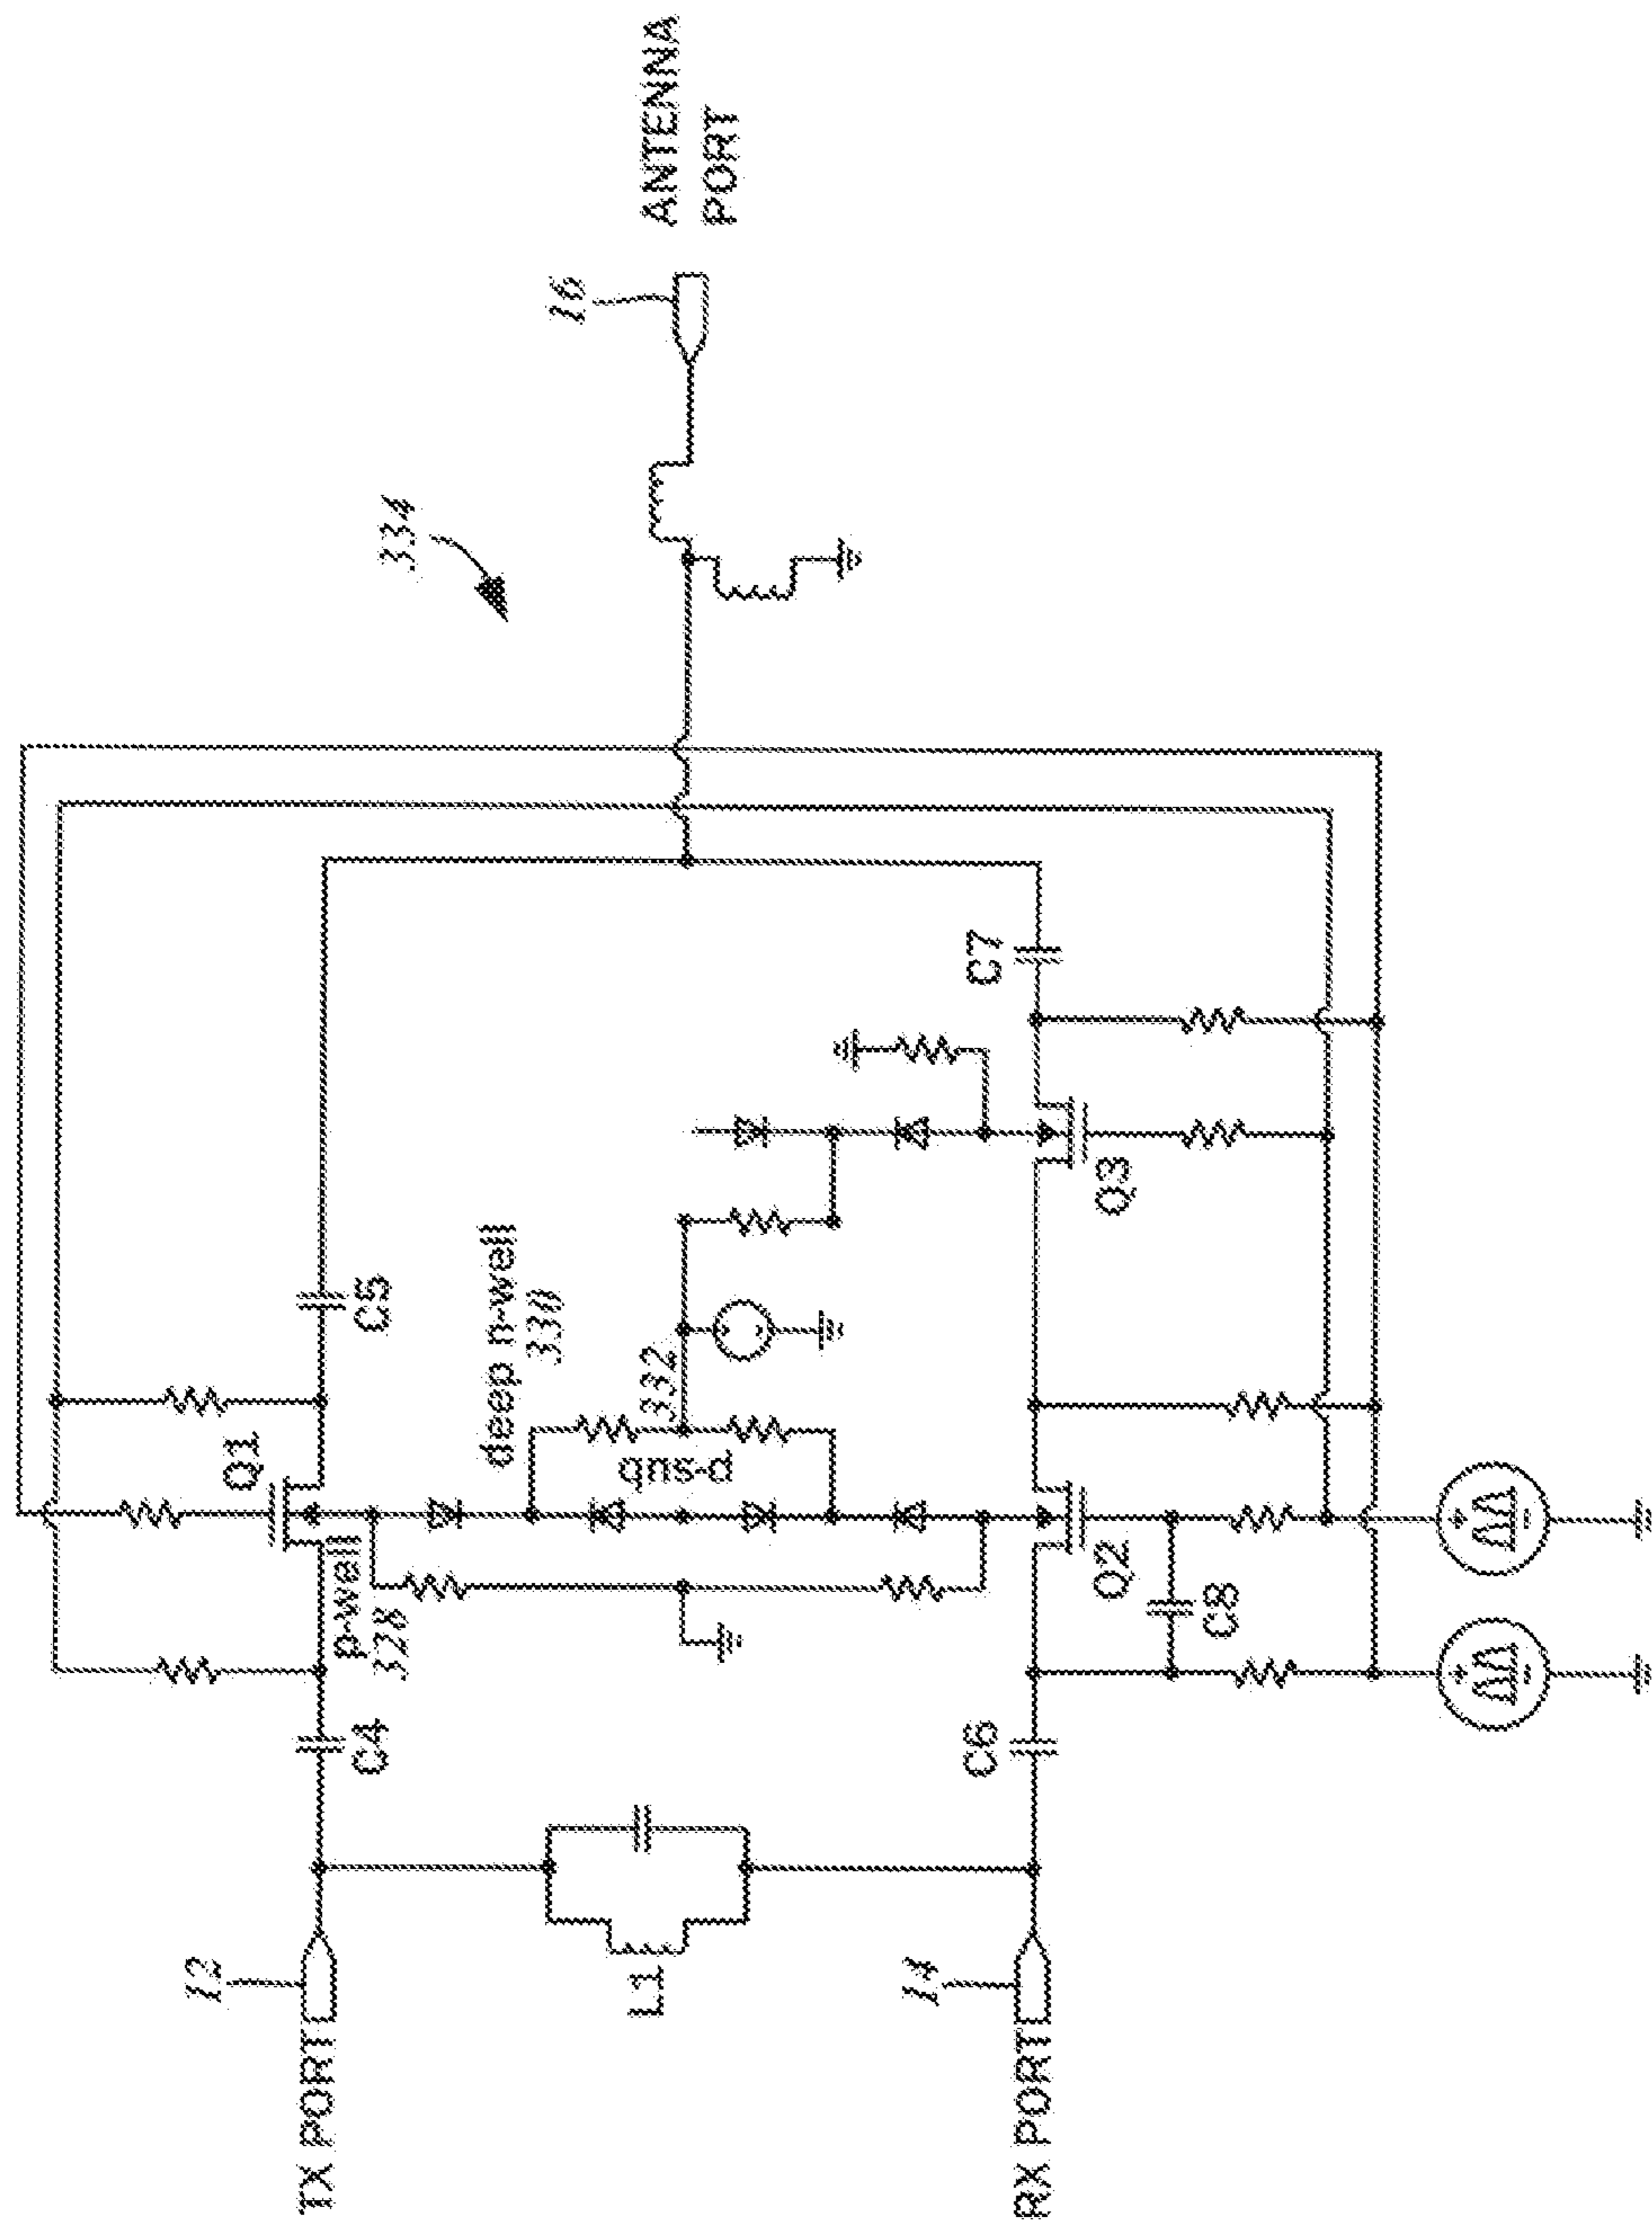 12
TX PORT
14
RX PORT
L1
C4
C6
p-well
328
Q1
Q2
C8
deep n-well
330
qns-d
332
C5
Q3
C7
334
16
ANTENNA
PORT